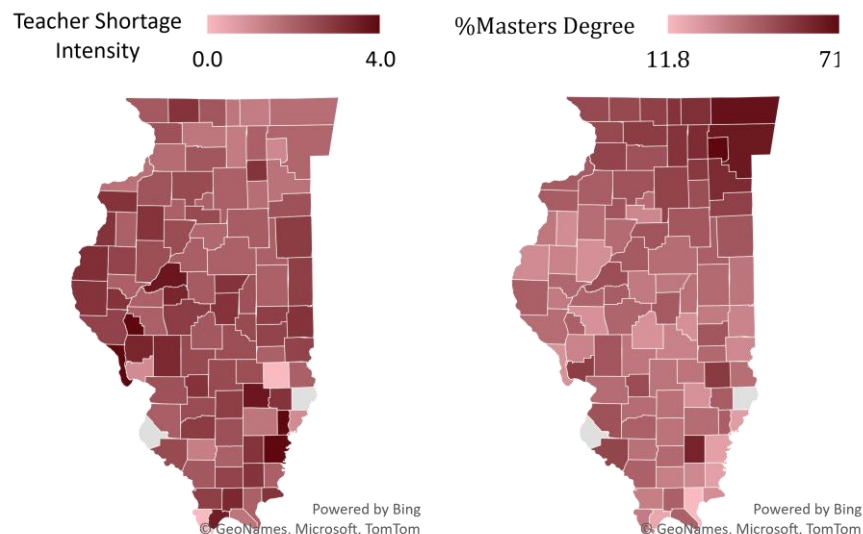 Teacher Shortage
Intensity
0.0
4.0
%Masters Degree
11.8
71
Powered by Bing
© GeoNames, Microsoft, TomTom
Powered by Bing
© GeoNames, Microsoft, TomTom